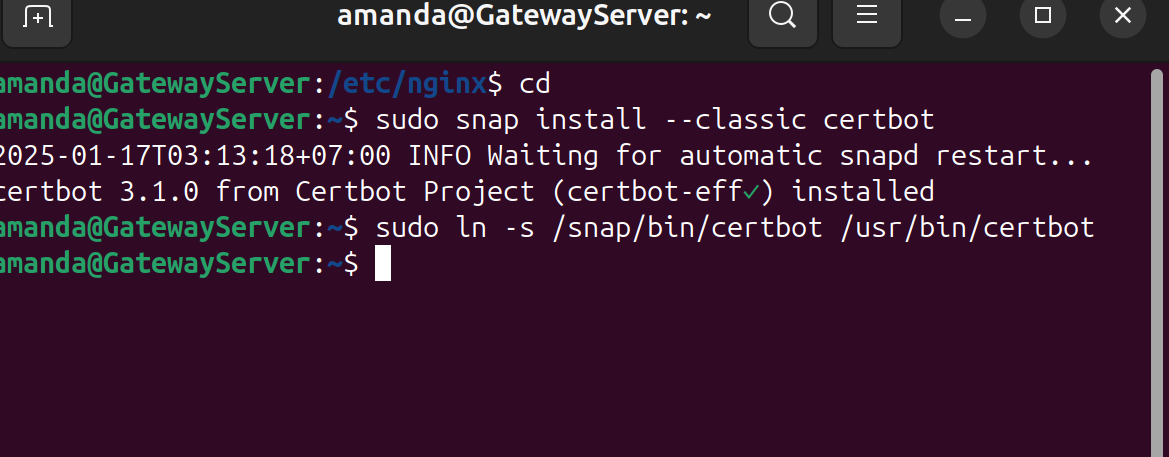 amanda@GatewayServer: ~
amanda@GatewayServer:/etc/nginx$ cd
amanda@GatewayServer:~$ sudo snap install --classic certbot
2025-01-17T03:13:18+07:00 INFO Waiting for automatic snapd restart...
certbot 3.1.0 from Certbot Project (certbot-eff✓) installed
amanda@GatewayServer:~$ sudo ln -s /snap/bin/certbot /usr/bin/certbot
amanda@GatewayServer:~$